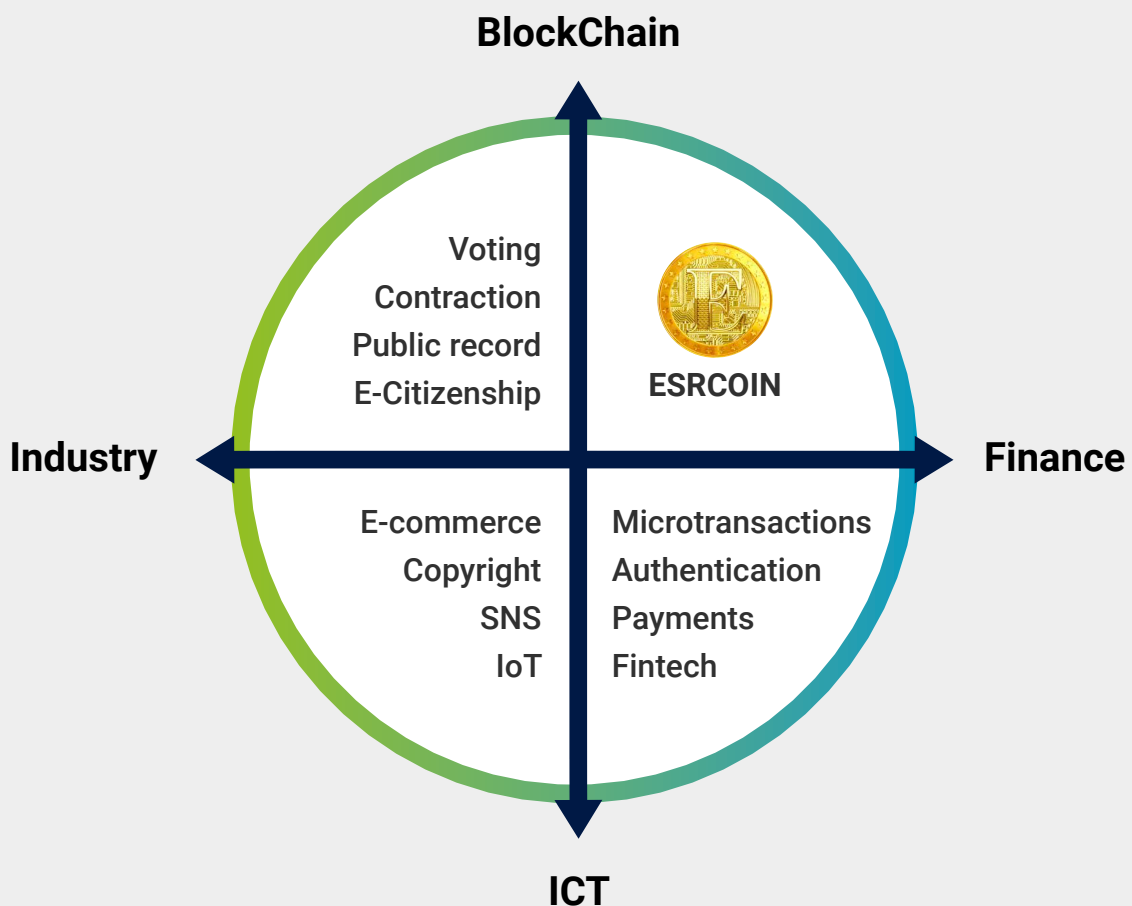 BlockChain
Voting
Contraction
Public record
E-Citizenship
E
ESRCOIN
Industry
Finance
E-commerce
Copyright
SNS
IoT
Microtransactions
Authentication
Payments
Fintech
ICT